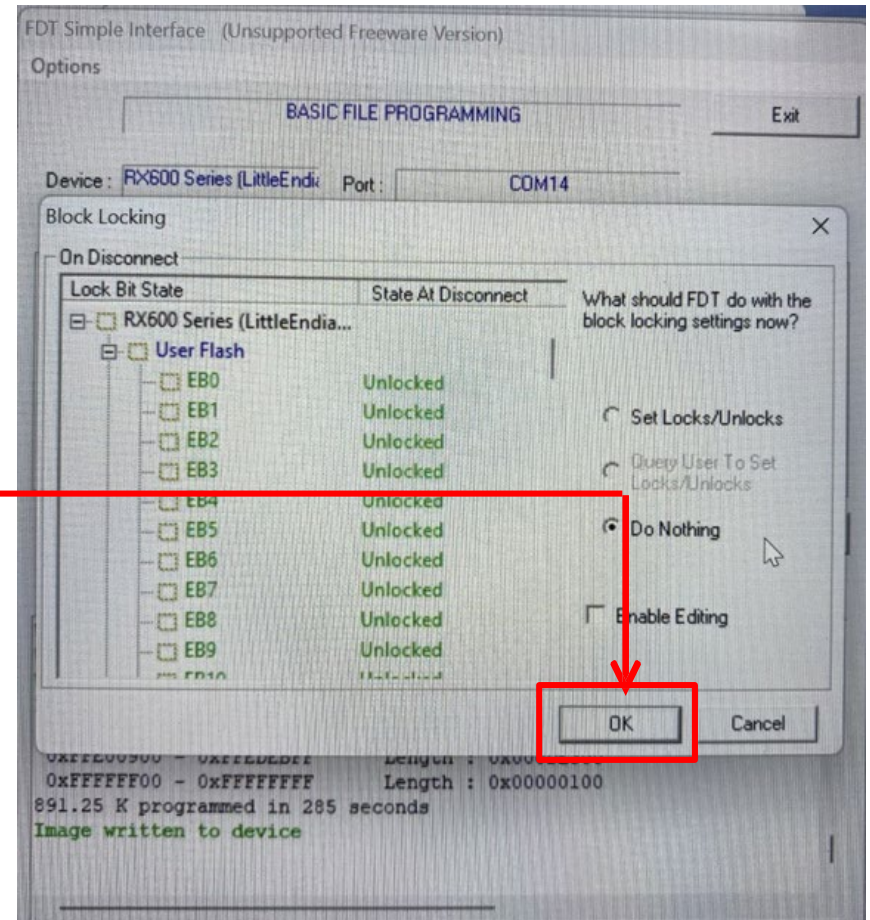 FDT Simple Interface (Unsupported Freeware Version)
Options
BASIC FILE PROGRAMMING
Exit
Device : RX600 Series (LittleEndi
Port :
COM14
Block Locking
On Disconnect
Lock Bit State
State At Disconnect
RX600 Series (LittleEndia...
User Flash
EB0 Unlocked
EB1 Unlocked
EB2 Unlocked
EB3 Unlocked
EB4 Unlocked
EB5 Unlocked
EB6 Unlocked
EB7 Unlocked
EB8 Unlocked
EB9 Unlocked
What should FDT do with the
block locking settings now?
Set Locks/Unlocks
Query User To Set
Locks/Unlocks
Do Nothing
Enable Editing
OK
Cancel
Length :
0xFFFFFF00 - 0xFFFFFFFF Length : 0x00000100
891.25 K programmed in 285 seconds
Image written to device